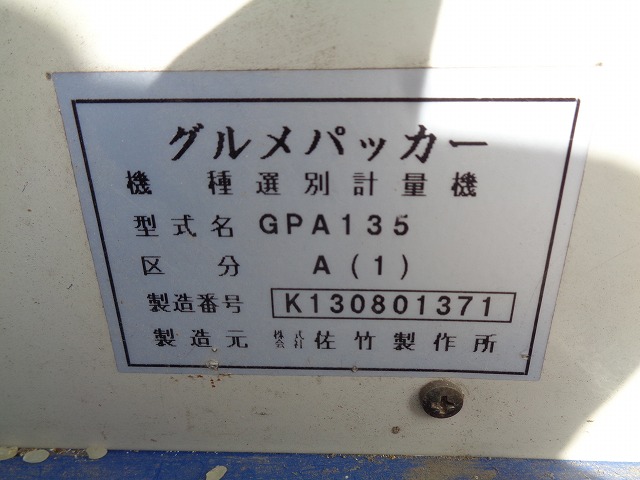 グルメパッカー
機種 選別計量機
型式名 GPA135
区分 A(1)
製造番号 K130801371
製造元 株式会社 佐竹製作所